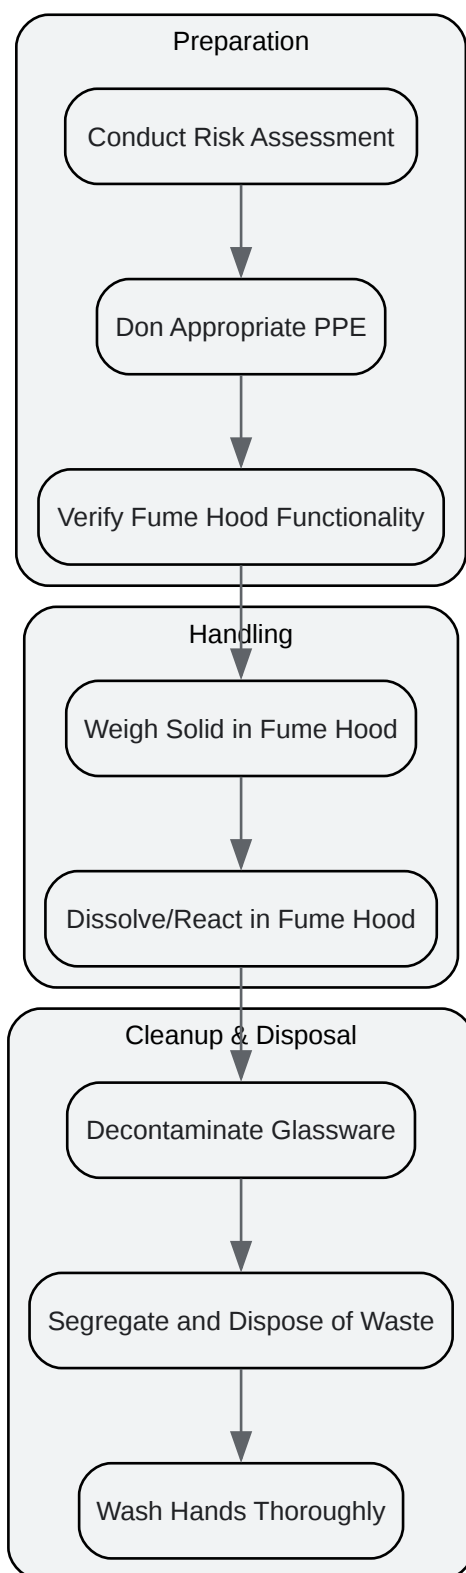 Preparation
Conduct Risk Assessment
Don Appropriate PPE
Verify Fume Hood Functionality
Handling
Weigh Solid in Fume Hood
Dissolve/React in Fume Hood
Cleanup & Disposal
Decontaminate Glassware
Segregate and Dispose of Waste
Wash Hands Thoroughly